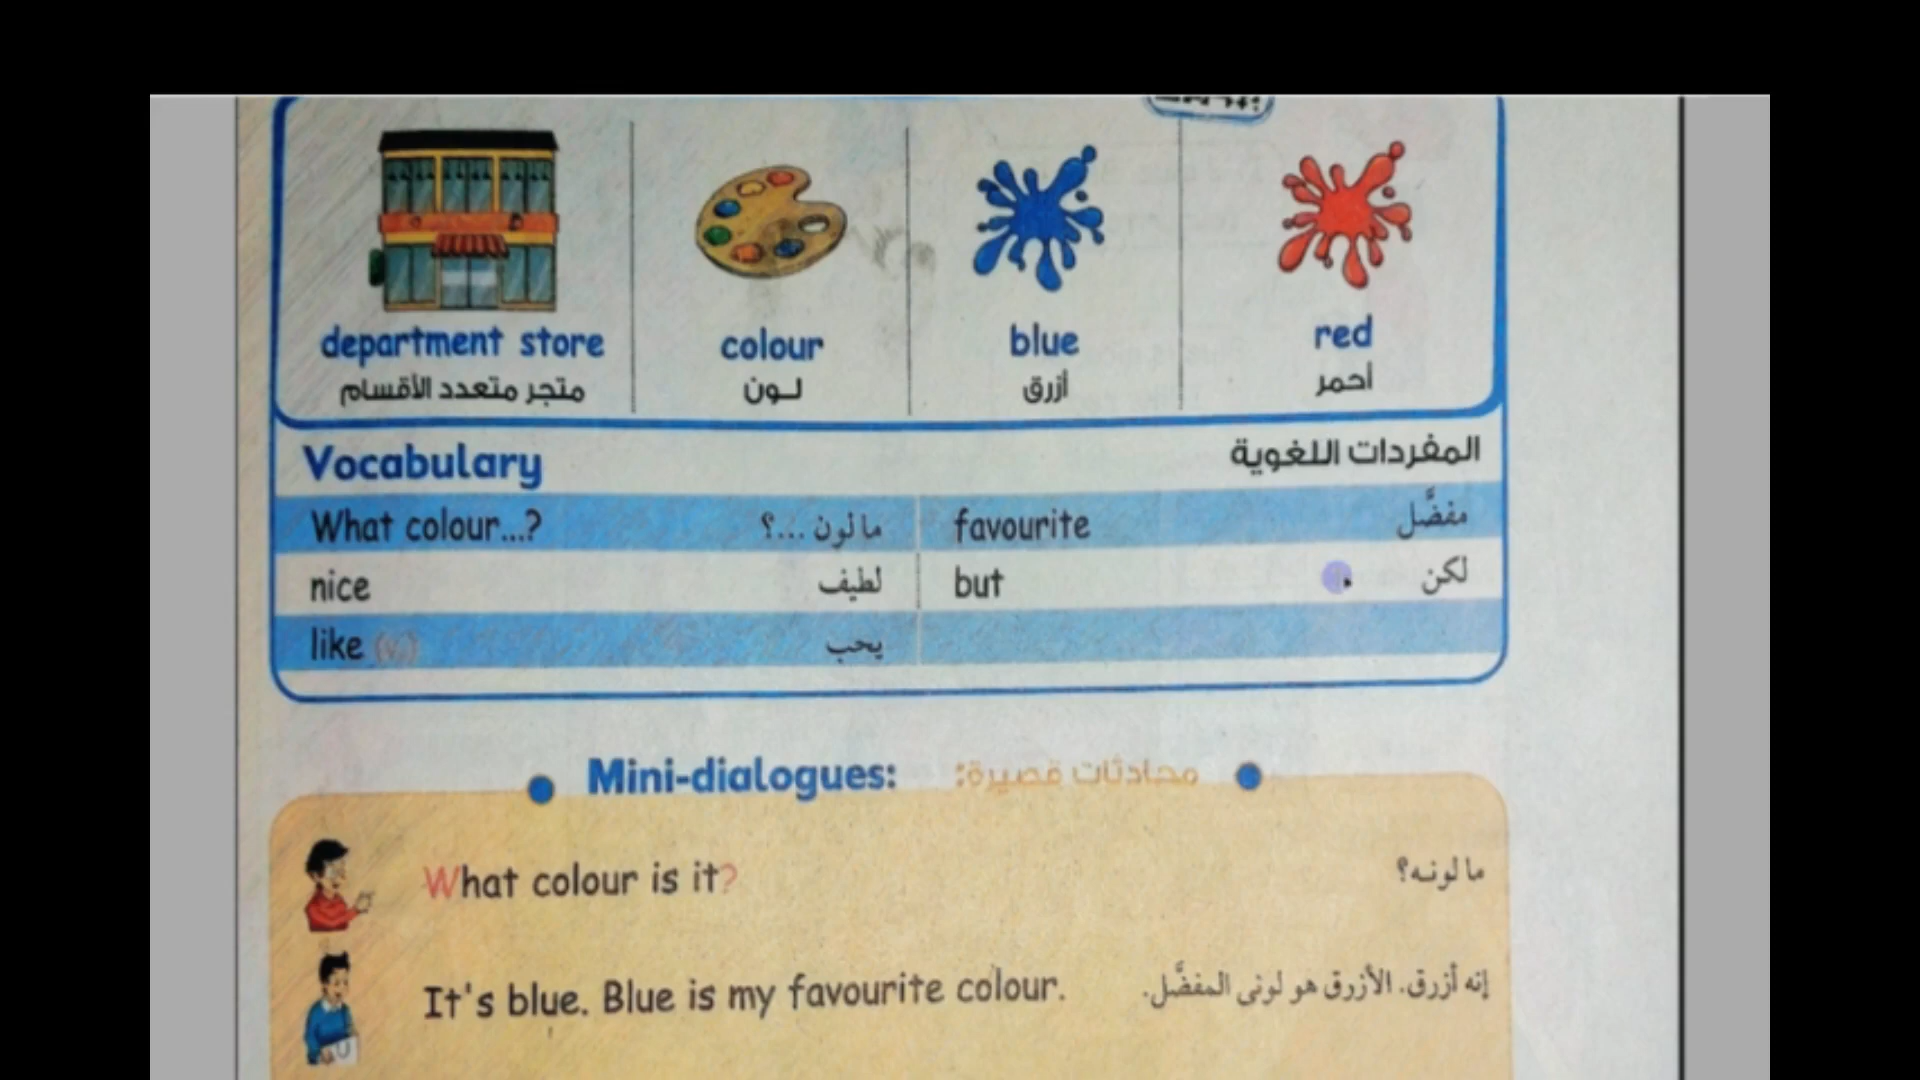 department store
متجر متعدد الأقسام
colour
لـون
blue
أزرق
red
أحمر
Vocabulary
المفردات اللغوية
What colour...? ما لون ...؟ favourite مفضَّل
nice لطيف but لكن
like (v.) يحب
Mini-dialogues: محادثات قصيرة:
What colour is it? ما لونـه؟
It's blue. Blue is my favourite colour. إنه أزرق. الأزرق هو لونى المفضَّل.